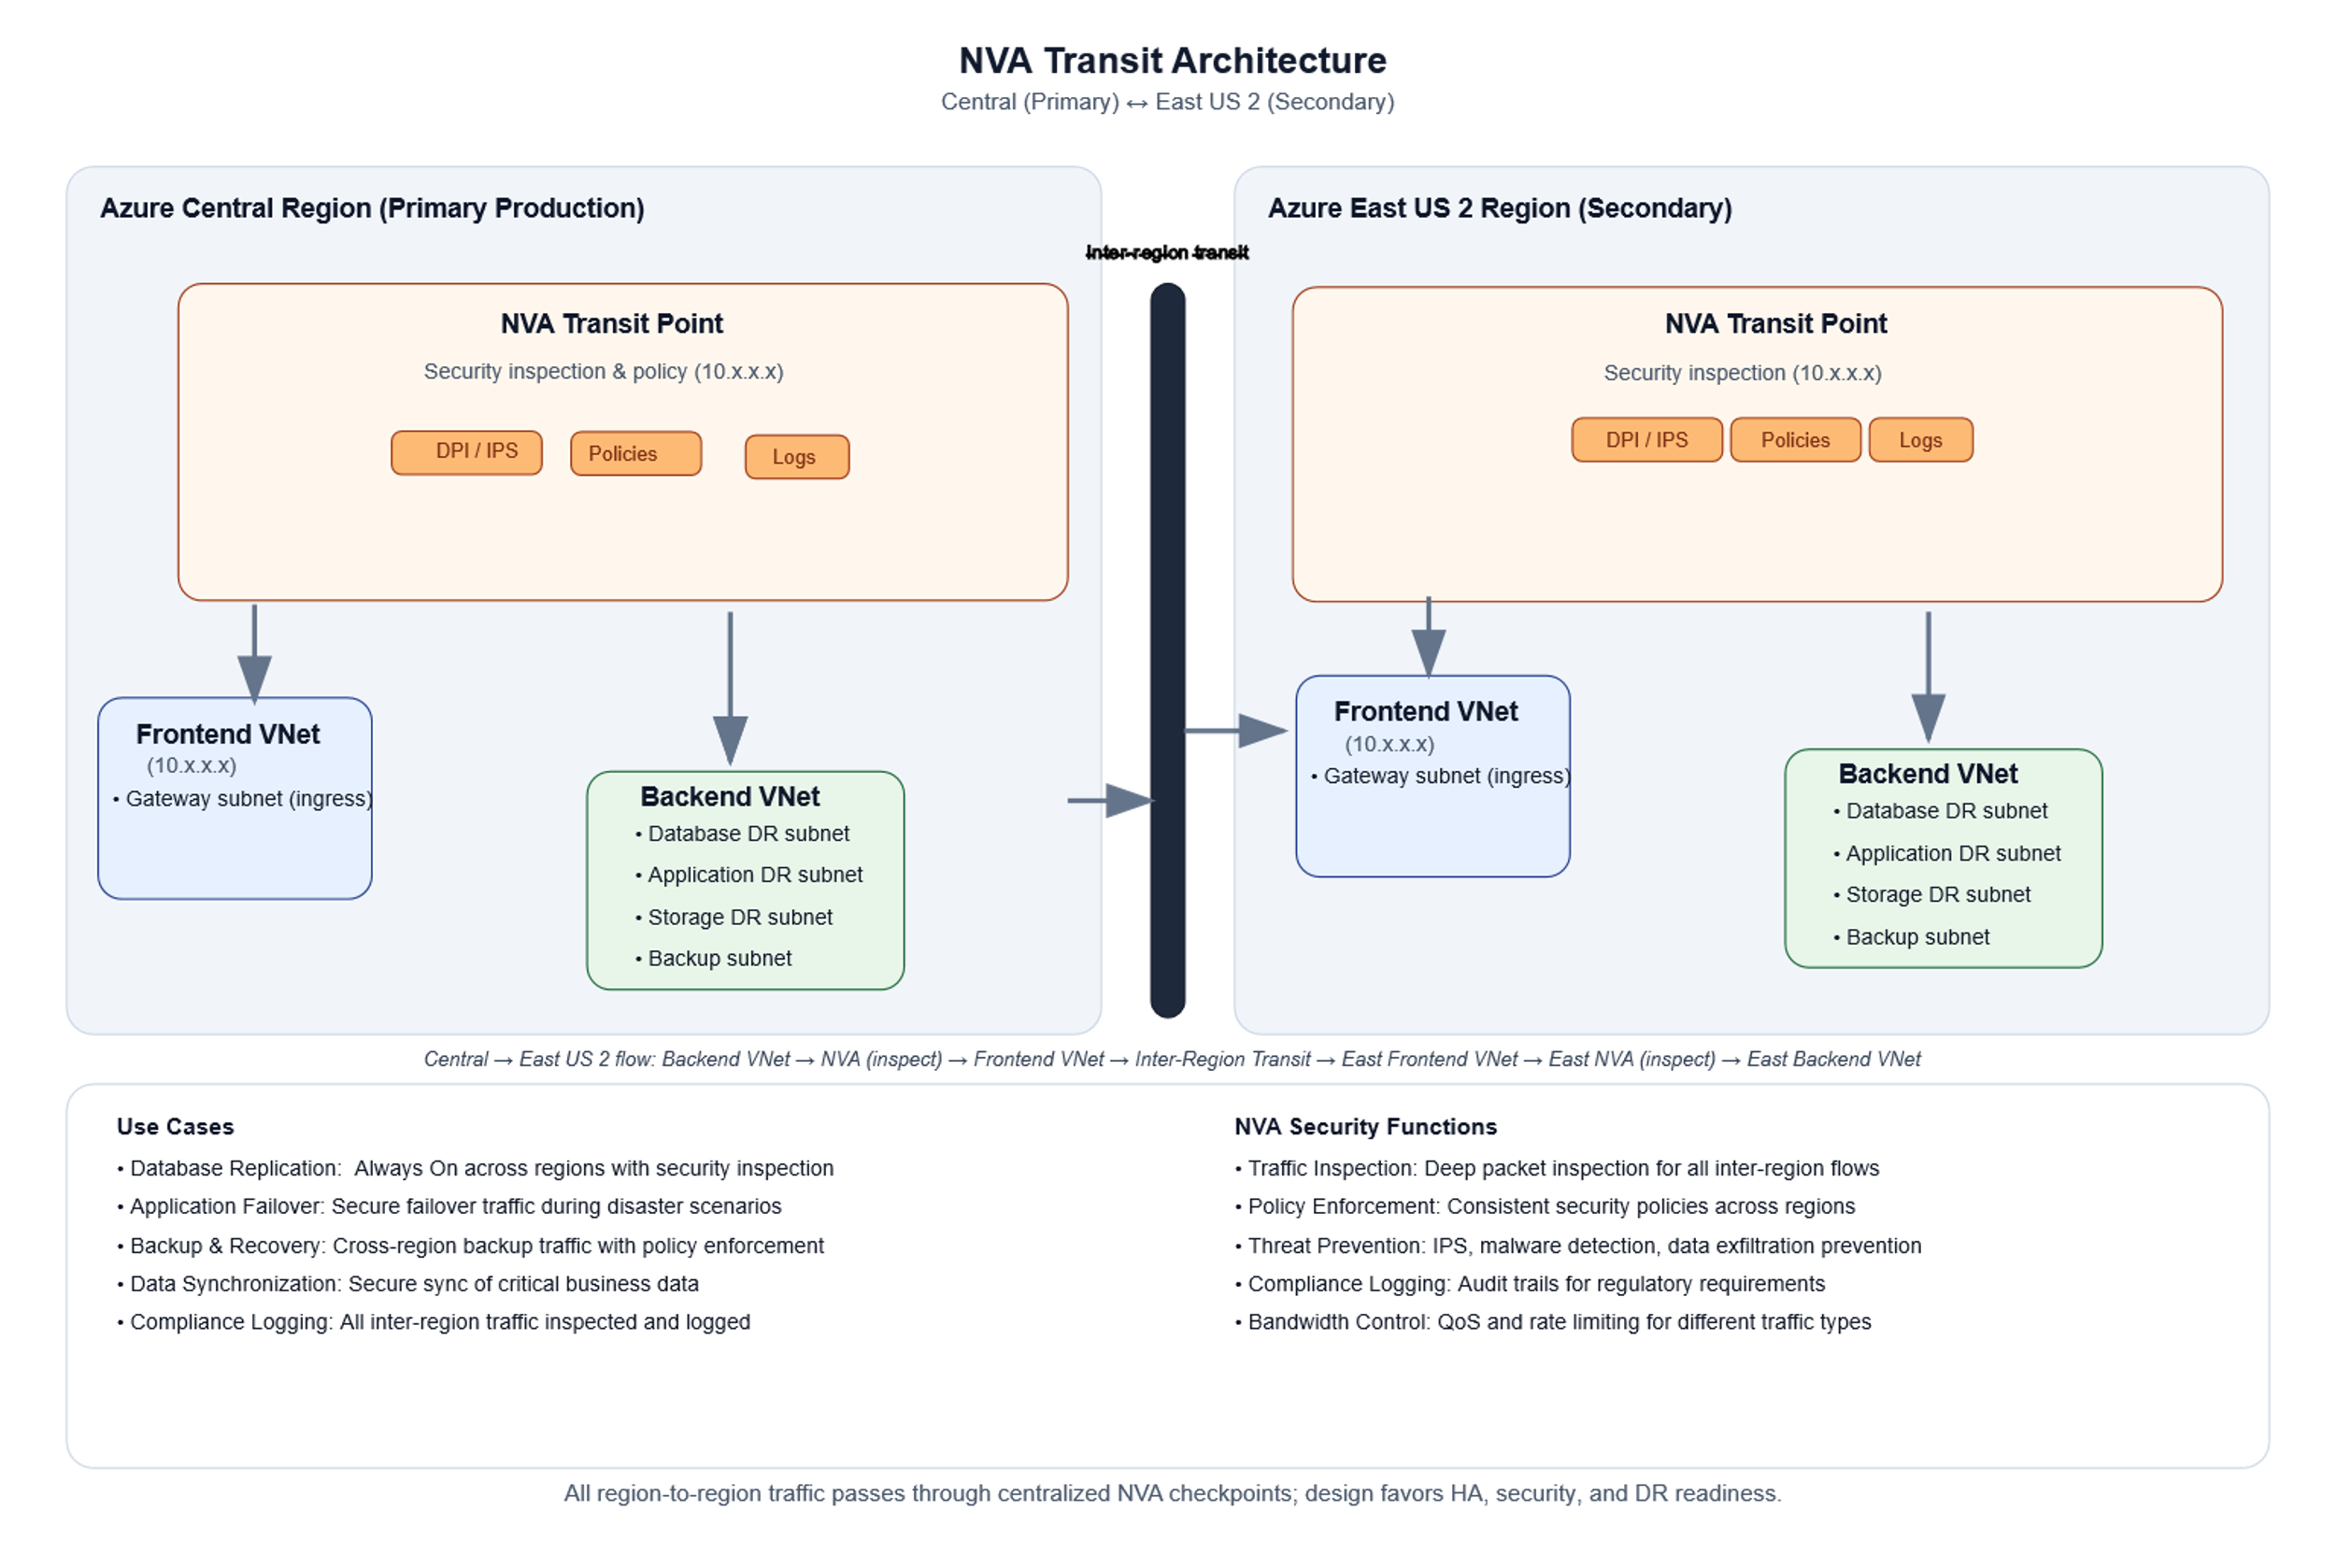 NVA Transit Architecture
Central (Primary) ↔ East US 2 (Secondary)
Azure Central Region (Primary Production)
NVA Transit Point
Security inspection & policy (10.x.x.x)
DPI / IPS
Policies
Logs
Frontend VNet
(10.x.x.x)
• Gateway subnet (ingress)
Backend VNet
• Database DR subnet
• Application DR subnet
• Storage DR subnet
• Backup subnet
inter-region transit
Azure East US 2 Region (Secondary)
NVA Transit Point
Security inspection (10.x.x.x)
DPI / IPS
Policies
Logs
Frontend VNet
(10.x.x.x)
• Gateway subnet (ingress)
Backend VNet
• Database DR subnet
• Application DR subnet
• Storage DR subnet
• Backup subnet
Central → East US 2 flow: Backend VNet → NVA (inspect) → Frontend VNet → Inter-Region Transit → East Frontend VNet → East NVA (inspect) → East Backend VNet
Use Cases
• Database Replication: Always On across regions with security inspection
• Application Failover: Secure failover traffic during disaster scenarios
• Backup & Recovery: Cross-region backup traffic with policy enforcement
• Data Synchronization: Secure sync of critical business data
• Compliance Logging: All inter-region traffic inspected and logged
NVA Security Functions
• Traffic Inspection: Deep packet inspection for all inter-region flows
• Policy Enforcement: Consistent security policies across regions
• Threat Prevention: IPS, malware detection, data exfiltration prevention
• Compliance Logging: Audit trails for regulatory requirements
• Bandwidth Control: QoS and rate limiting for different traffic types
All region-to-region traffic passes through centralized NVA checkpoints; design favors HA, security, and DR readiness.